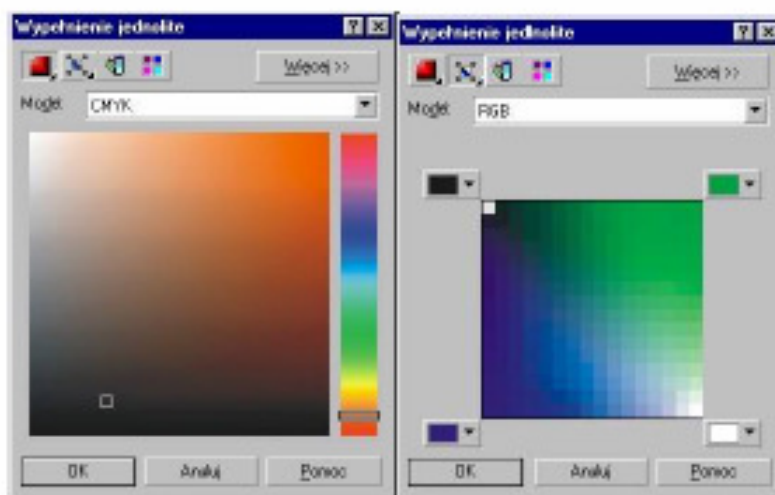 Wypełnienie jednolite
Więcej >>
Model: CMYK
OK Anuluj Pomoc
Wypełnienie jednolite
Więcej >>
Model: RGB
OK Anuluj Pomoc